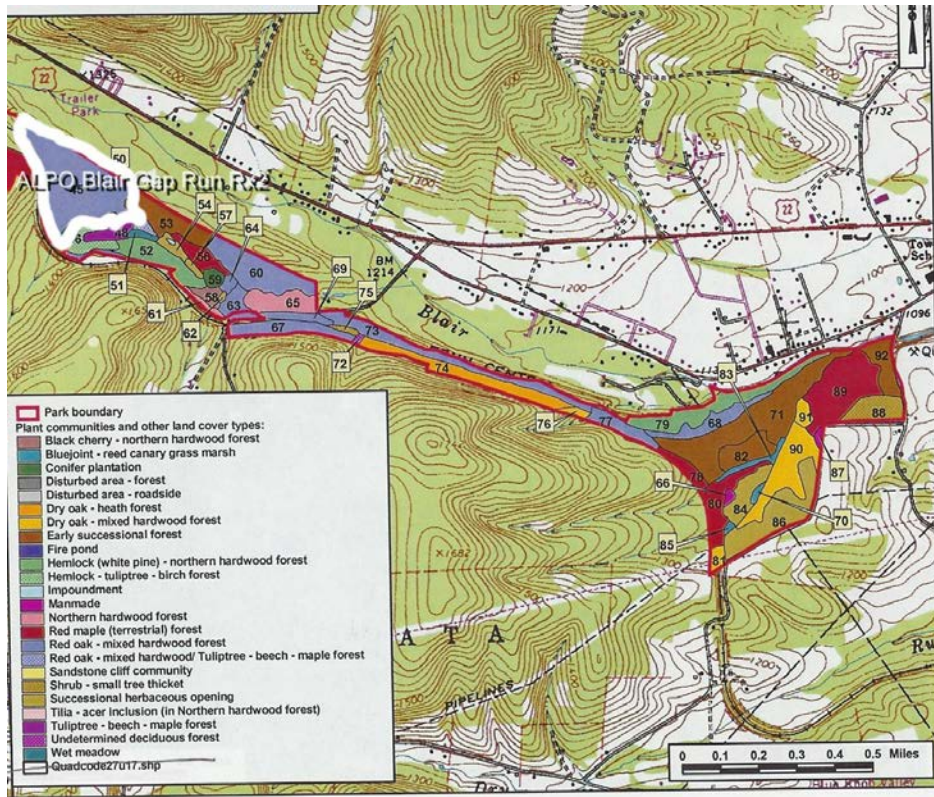 22
1325
Trailer
Park
1500
1400
1300
1132
1200
22
50
45
ALPO Blair Gap Run Rx2
54
57
53
64
48
52
56
60
69
BM
1214
75
51
59
58
65
63
Blair
1171
Tow
Sch
1096
61
62
67
73
72
74
83
92
89
88
71
91
79
68
76
77
82
90
87
78
66
80
84
70
86
85
81
1682
A T A
PIPELINES
Park boundary
Plant communities and other land cover types:
Black cherry - northern hardwood forest
Bluejoint - reed canary grass marsh
Conifer plantation
Disturbed area - forest
Disturbed area - roadside
Dry oak - heath forest
Dry oak - mixed hardwood forest
Early successional forest
Fire pond
Hemlock (white pine) - northern hardwood forest
Hemlock - tuliptree - birch forest
Impoundment
Manmade
Northern hardwood forest
Red maple (terrestrial) forest
Red oak - mixed hardwood forest
Red oak - mixed hardwood/ Tuliptree - beech - maple forest
Sandstone cliff community
Shrub - small tree thicket
Successional herbaceous opening
Tilia - acer Inclusion (in Northern hardwood forest)
Tuliptree - beech - maple forest
Undetermined deciduous forest
Wet meadow
Quadcode27u17.shp
0 0.1 0.2 0.3 0.4 0.5 Miles